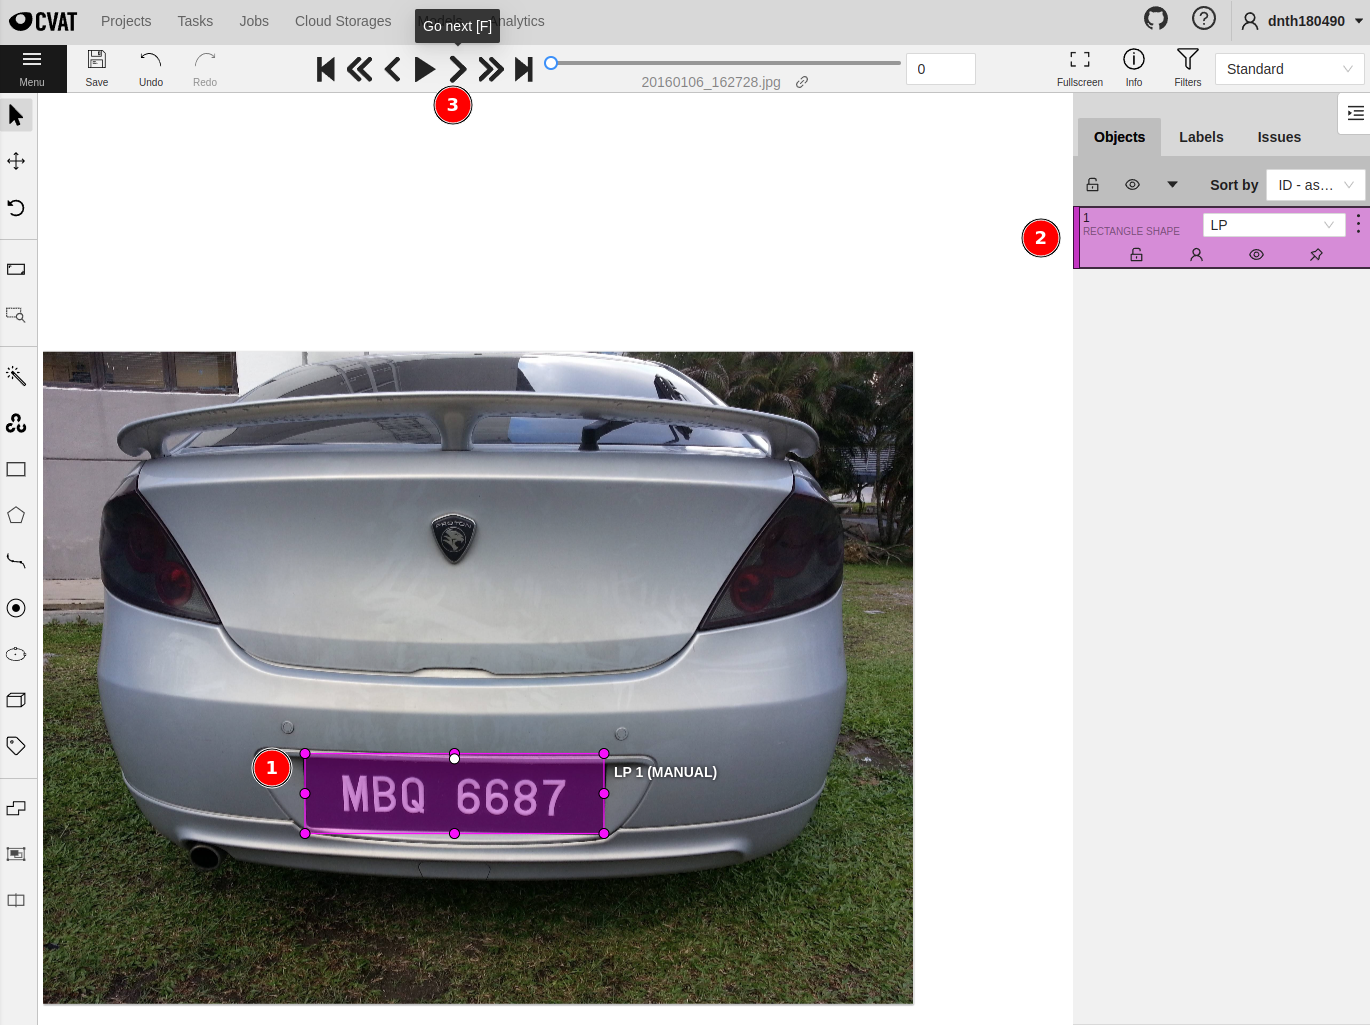 CVAT Projects Tasks Jobs Cloud Storages Analytics dnth180490
Go next [F]
Menu Save Undo Redo 20160106_162728.jpg 0 Fullscreen Info Filters Standard
3
Objects Labels Issues
Sort by ID - as...
1
RECTANGLE SHAPE LP
2
PROTON
1
LP 1 (MANUAL)
MBQ 6687